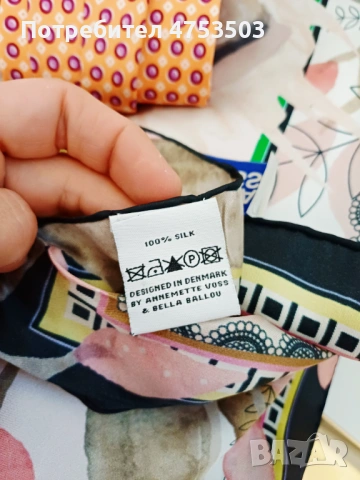 Потребител 4753503
100% SILK
P
DESIGNED IN DENMARK
BY ANNEMETTE VOSS
& BELLA BALLOU
BAZAR